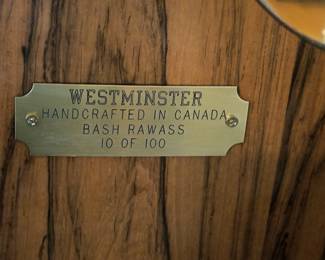 WESTMINSTER
HANDCRAFTED IN CANADA
BASH RAWASS
10 OF 100